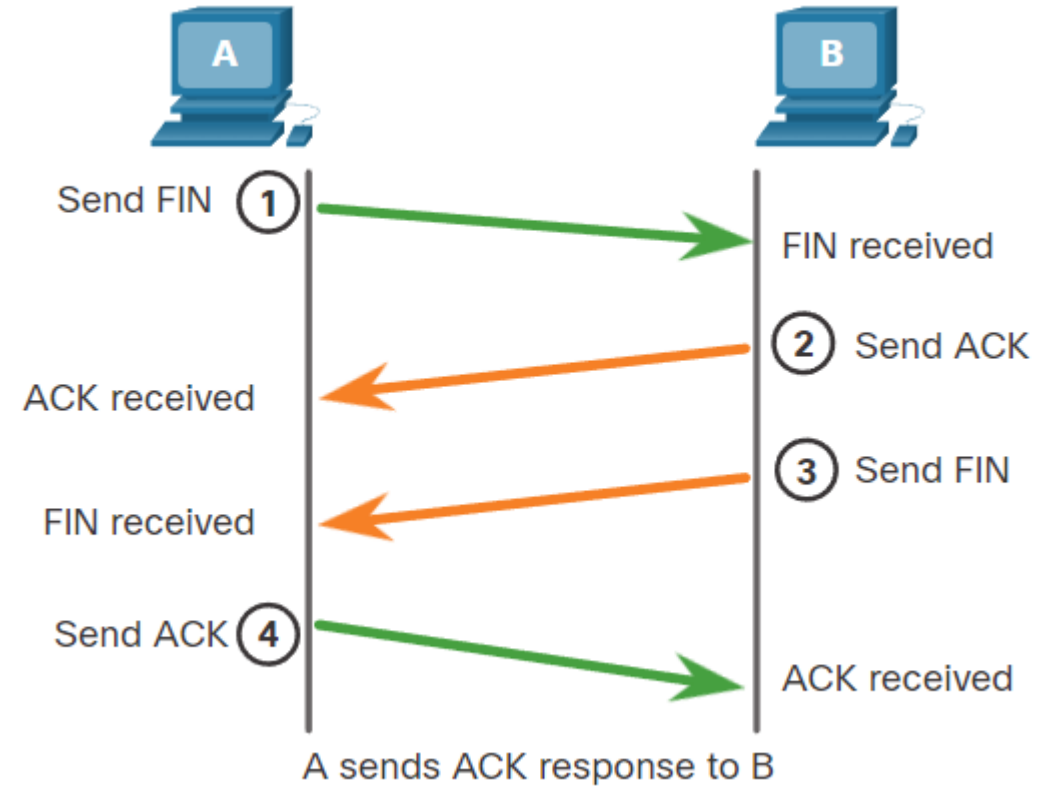 A
B
Send FIN 1
FIN received
2 Send ACK
ACK received
3 Send FIN
FIN received
Send ACK 4
ACK received
A sends ACK response to B